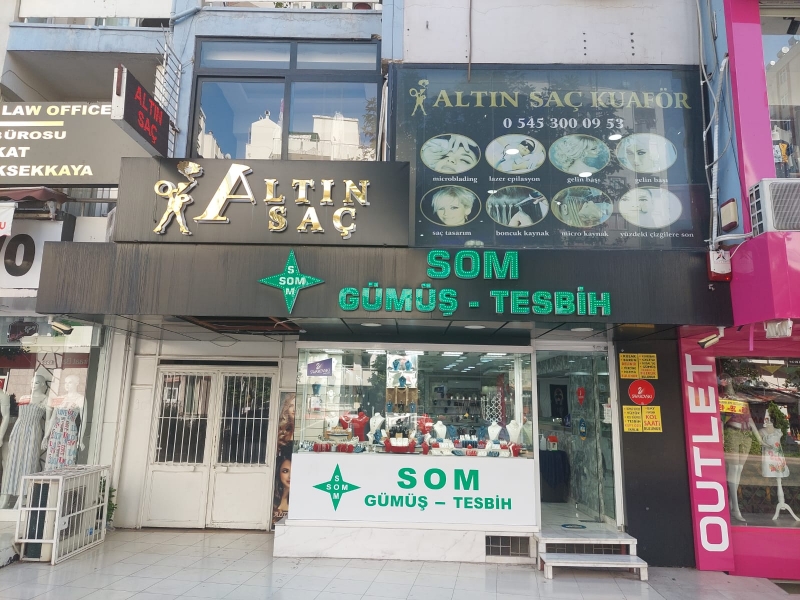 LAW OFFICE
BÜROSU
KAT
KSEKKAYA
ALTIN
SAÇ
ALTIN
SAÇ
ALTIN SAÇ KUAFÖR
0 545 300 09 53
microblading
lazer epilasyon
gelin başı
gelin başı
saç tasarım
boncuk kaynak
micro kaynak
yüzdeki çizgilere son
SOM
SOM
GÜMÜŞ - TESBİH
SOM
SOM
GÜMÜŞ – TESBİH
KOL
SAATİ
OUTLET